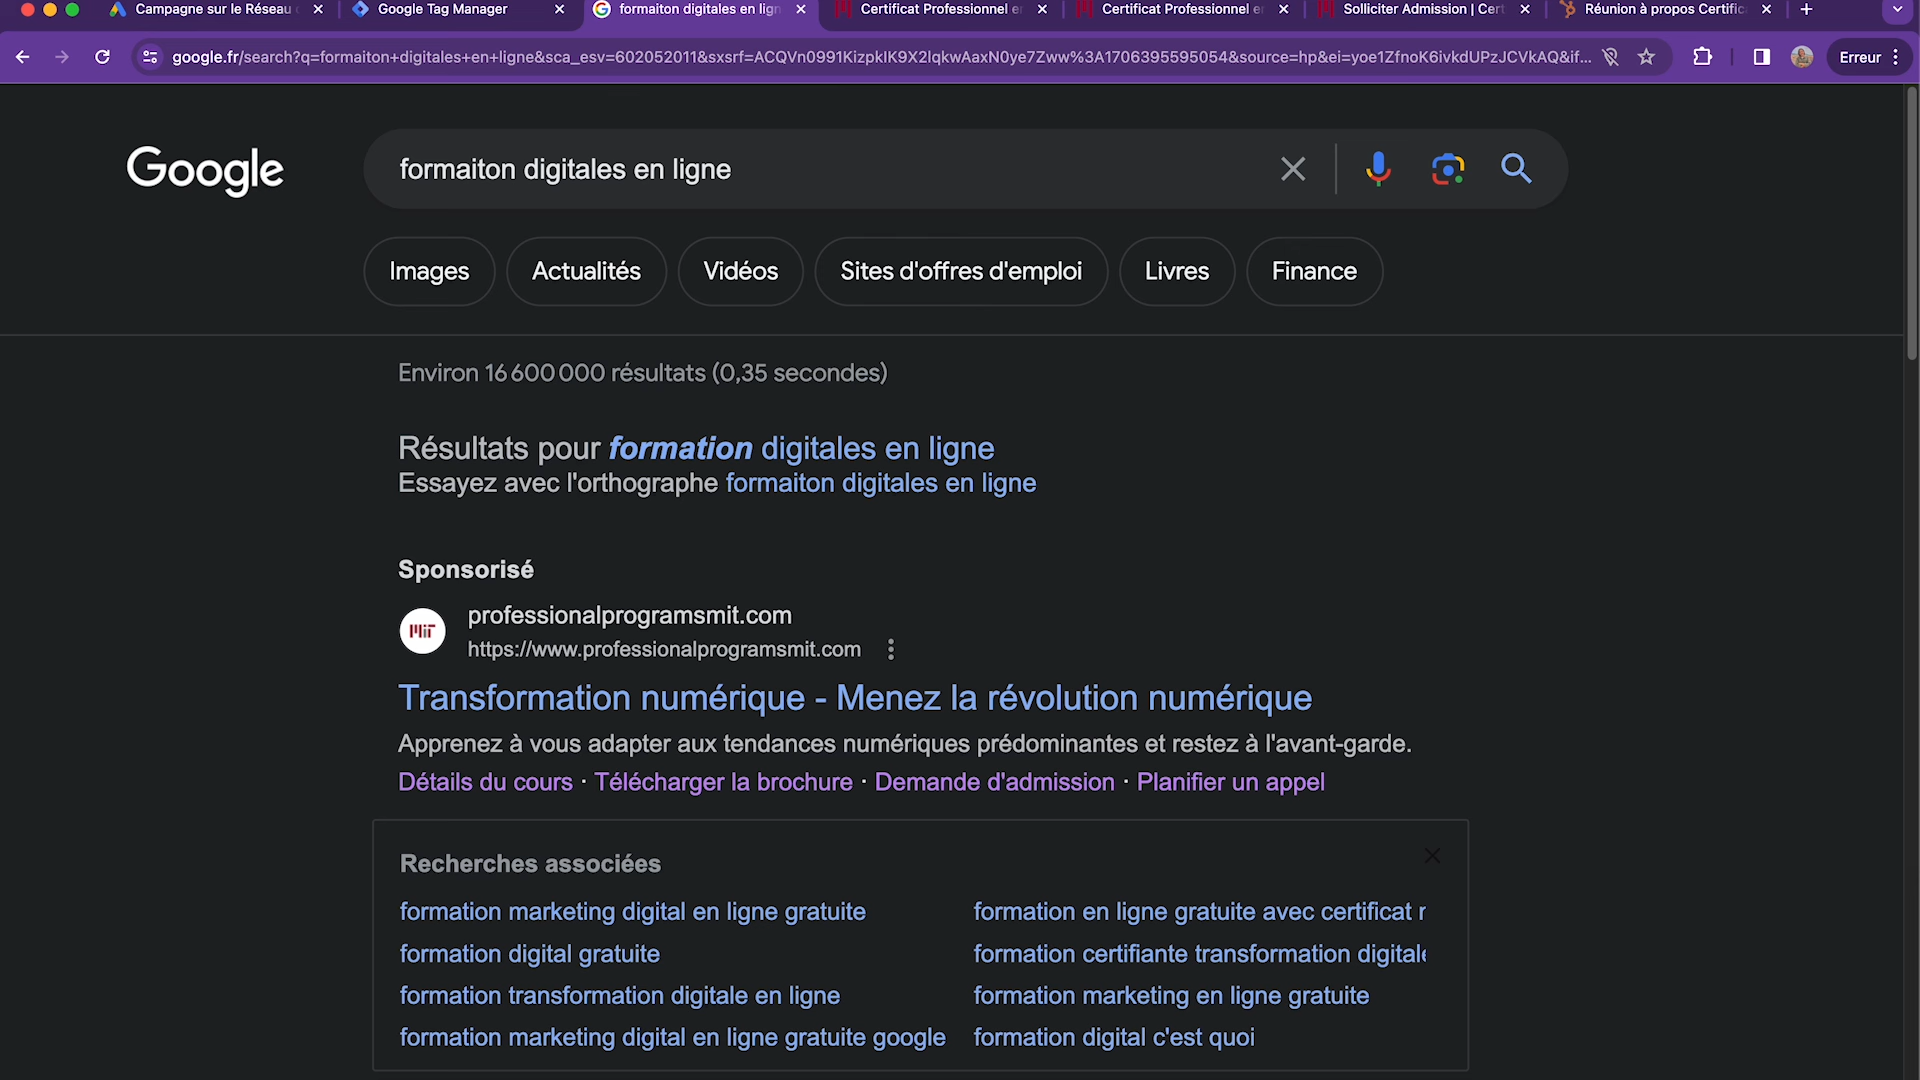 Campagne sur le Réseau
Google Tag Manager
formaiton digitales en lign
Certificat Professionnel e
Certificat Professionnel e
Solliciter Admission | Cert
Réunion à propos Certific
google.fr/search?q=formaiton+digitales+en+ligne&sca_esv=602052011&sxsrf=ACQVn0991KizpkIK9X2lqkwAaxN0ye7Zww%3A1706395595054&source=hp&ei=yoe1ZfnoK6ivkdUPzJCVkAQ&if...
Erreur
Google
formaiton digitales en ligne
Images
Actualités
Vidéos
Sites d'offres d'emploi
Livres
Finance
Environ 16 600 000 résultats (0,35 secondes)
Résultats pour formation digitales en ligne
Essayez avec l'orthographe formaiton digitales en ligne
Sponsorisé
MIT
professionalprogramsmit.com
https://www.professionalprogramsmit.com
Transformation numérique - Menez la révolution numérique
Apprenez à vous adapter aux tendances numériques prédominantes et restez à l'avant-garde.
Détails du cours · Télécharger la brochure · Demande d'admission · Planifier un appel
Recherches associées
formation marketing digital en ligne gratuite
formation en ligne gratuite avec certificat r
formation digital gratuite
formation certifiante transformation digitale
formation transformation digitale en ligne
formation marketing en ligne gratuite
formation marketing digital en ligne gratuite google
formation digital c'est quoi